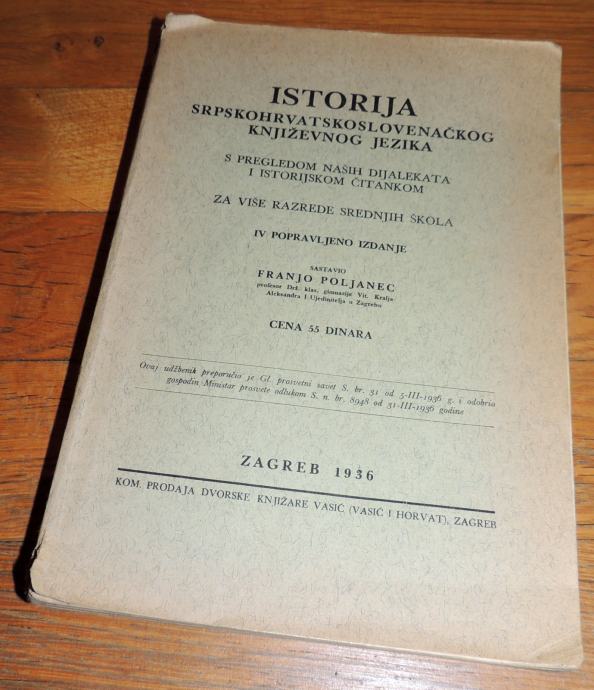 ISTORIJA
SRPSKOHRVATSKOSLOVENAČKOG
KNJIŽEVNOG JEZIKA
S PREGLEDOM NAŠIH DIJALEKATA
I ISTORIJSKOM ČITANKOM
ZA VIŠE RAZREDE SREDNJIH ŠKOLA
IV POPRAVLJENO IZDANJE
SASTAVIO
FRANJO POLJANEC
profesor Drž. klas. gimnazije Vit. Kralja
Aleksandra I Ujedinitelja u Zagrebu
CENA 55 DINARA
Ovaj udžbenik preporučio je Gl. prosvetni savet S. br. 31 od 5-III-1936 g. i odobrio
gospodin Ministar prosvete odlukom S. n. br. 8948 od 31-III-1936 godine
ZAGREB 1936
KOM. PRODAJA DVORSKE KNJIŽARE VASIĆ (VASIĆ I HORVAT), ZAGREB